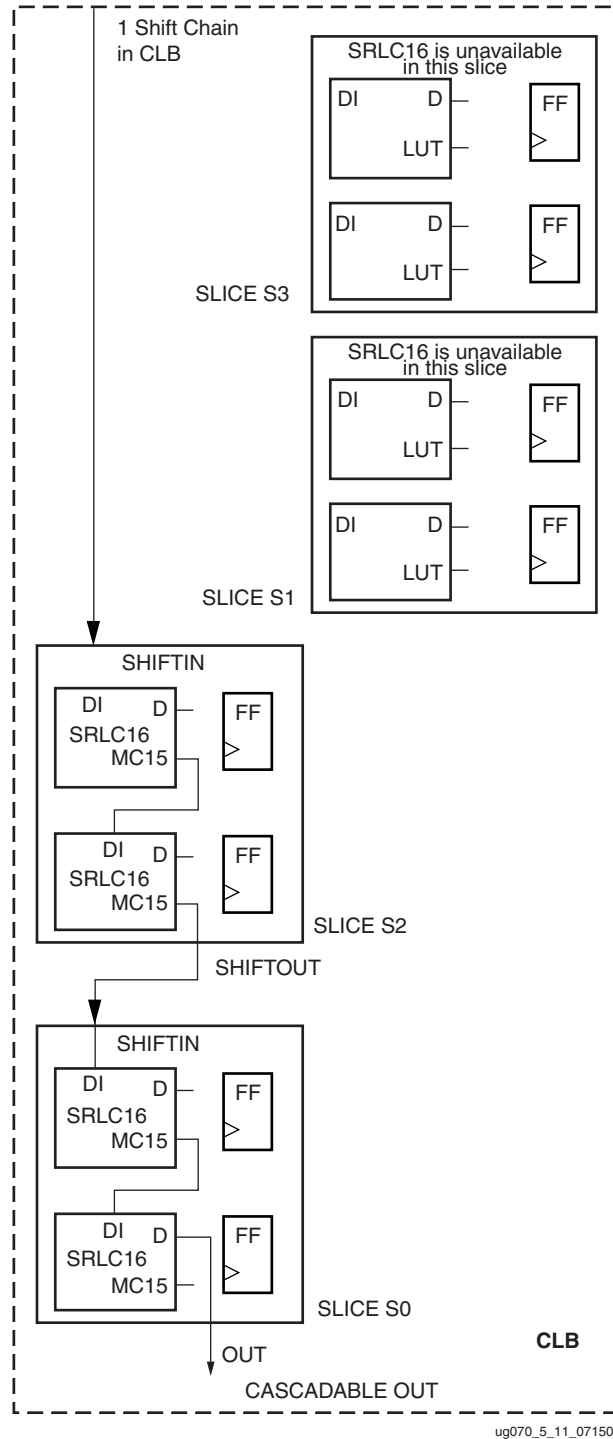 1 Shift Chain
in CLB
SRLC16 is unavailable
in this slice
DI D
LUT
FF
DI D
LUT
FF
SLICE S3
SRLC16 is unavailable
in this slice
DI D
LUT
FF
DI D
LUT
FF
SLICE S1
SHIFTIN
DI D
SRLC16
MC15
FF
DI D
SRLC16
MC15
FF
SLICE S2
SHIFTOUT
SHIFTIN
DI D
SRLC16
MC15
FF
DI D
SRLC16
MC15
FF
SLICE S0
OUT
CLB
CASCADABLE OUT
ug070_5_11_07150